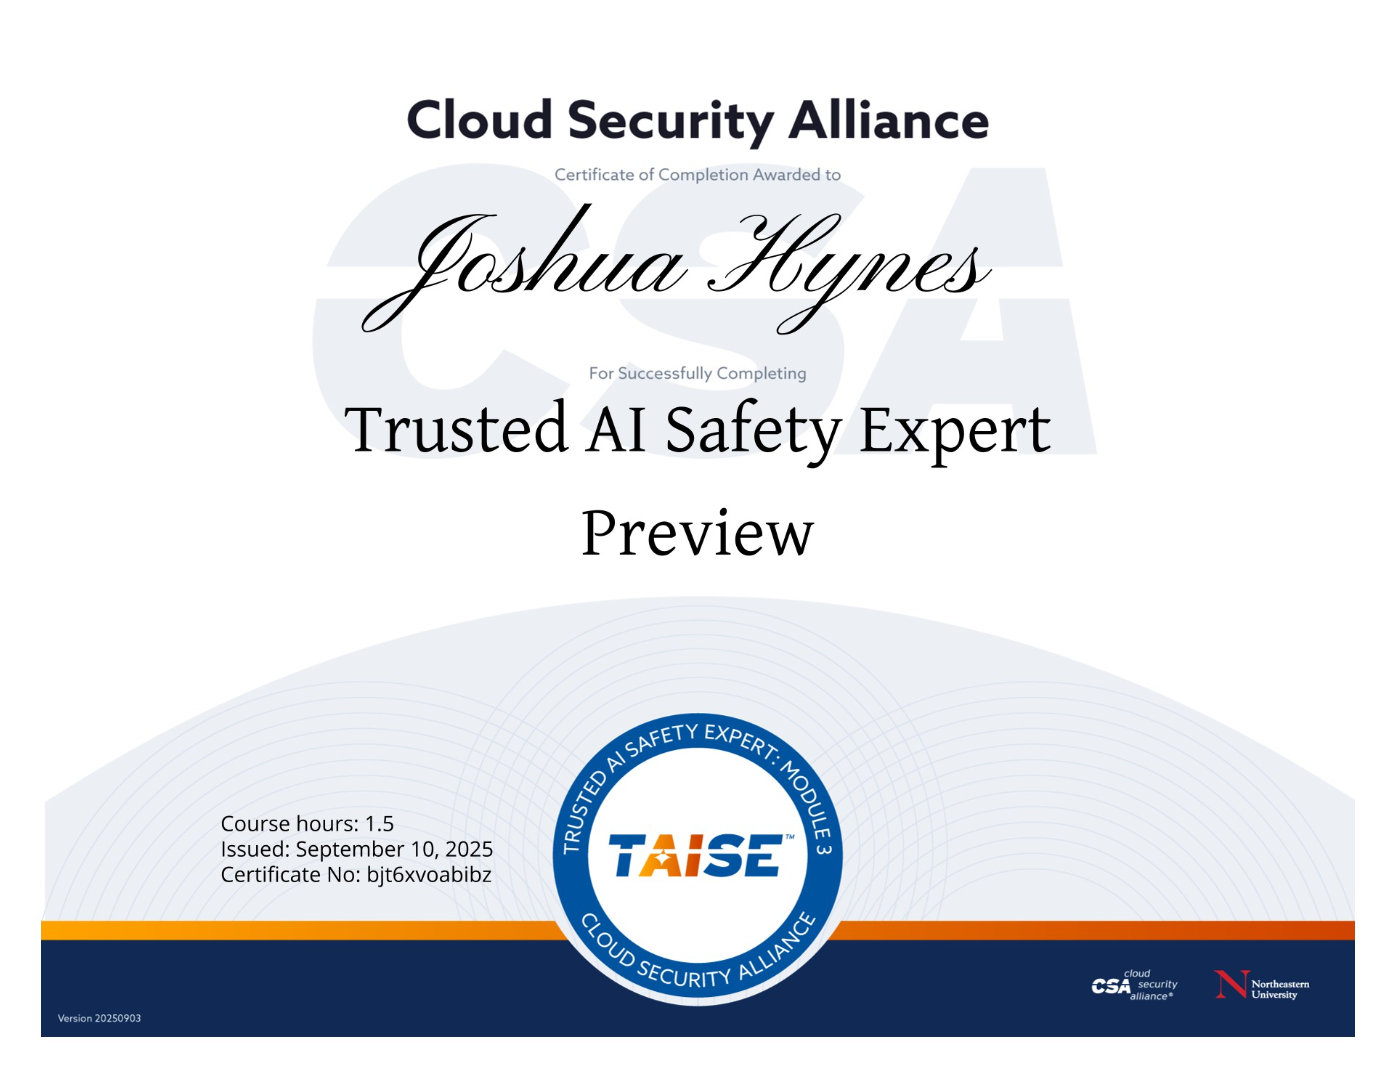 Cloud Security Alliance
Certificate of Completion Awarded to
CSA
Joshua Hynes
For Successfully Completing
Trusted AI Safety Expert
Preview
TRUSTED AI SAFETY EXPERT: MODULE 3
TAISE™
CLOUD SECURITY ALLIANCE
Course hours: 1.5
Issued: September 10, 2025
Certificate No: bjt6xvoabibz
CSA cloud security alliance®
N Northeastern University
Version 20250903